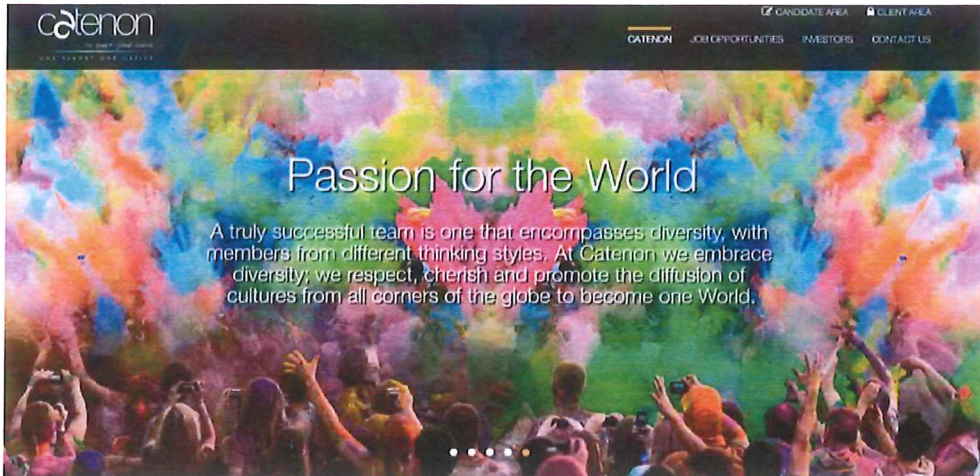 catenon
CANDIDATE AREA
CLIENT AREA
CATENON
JOB OPPORTUNITIES
INVESTORS
CONTACT US
Passion for the World
A truly successful team is one that encompasses diversity, with
members from different thinking styles. At Catenon we embrace
diversity; we respect, cherish and promote the diffusion of
cultures from all corners of the globe to become one World.